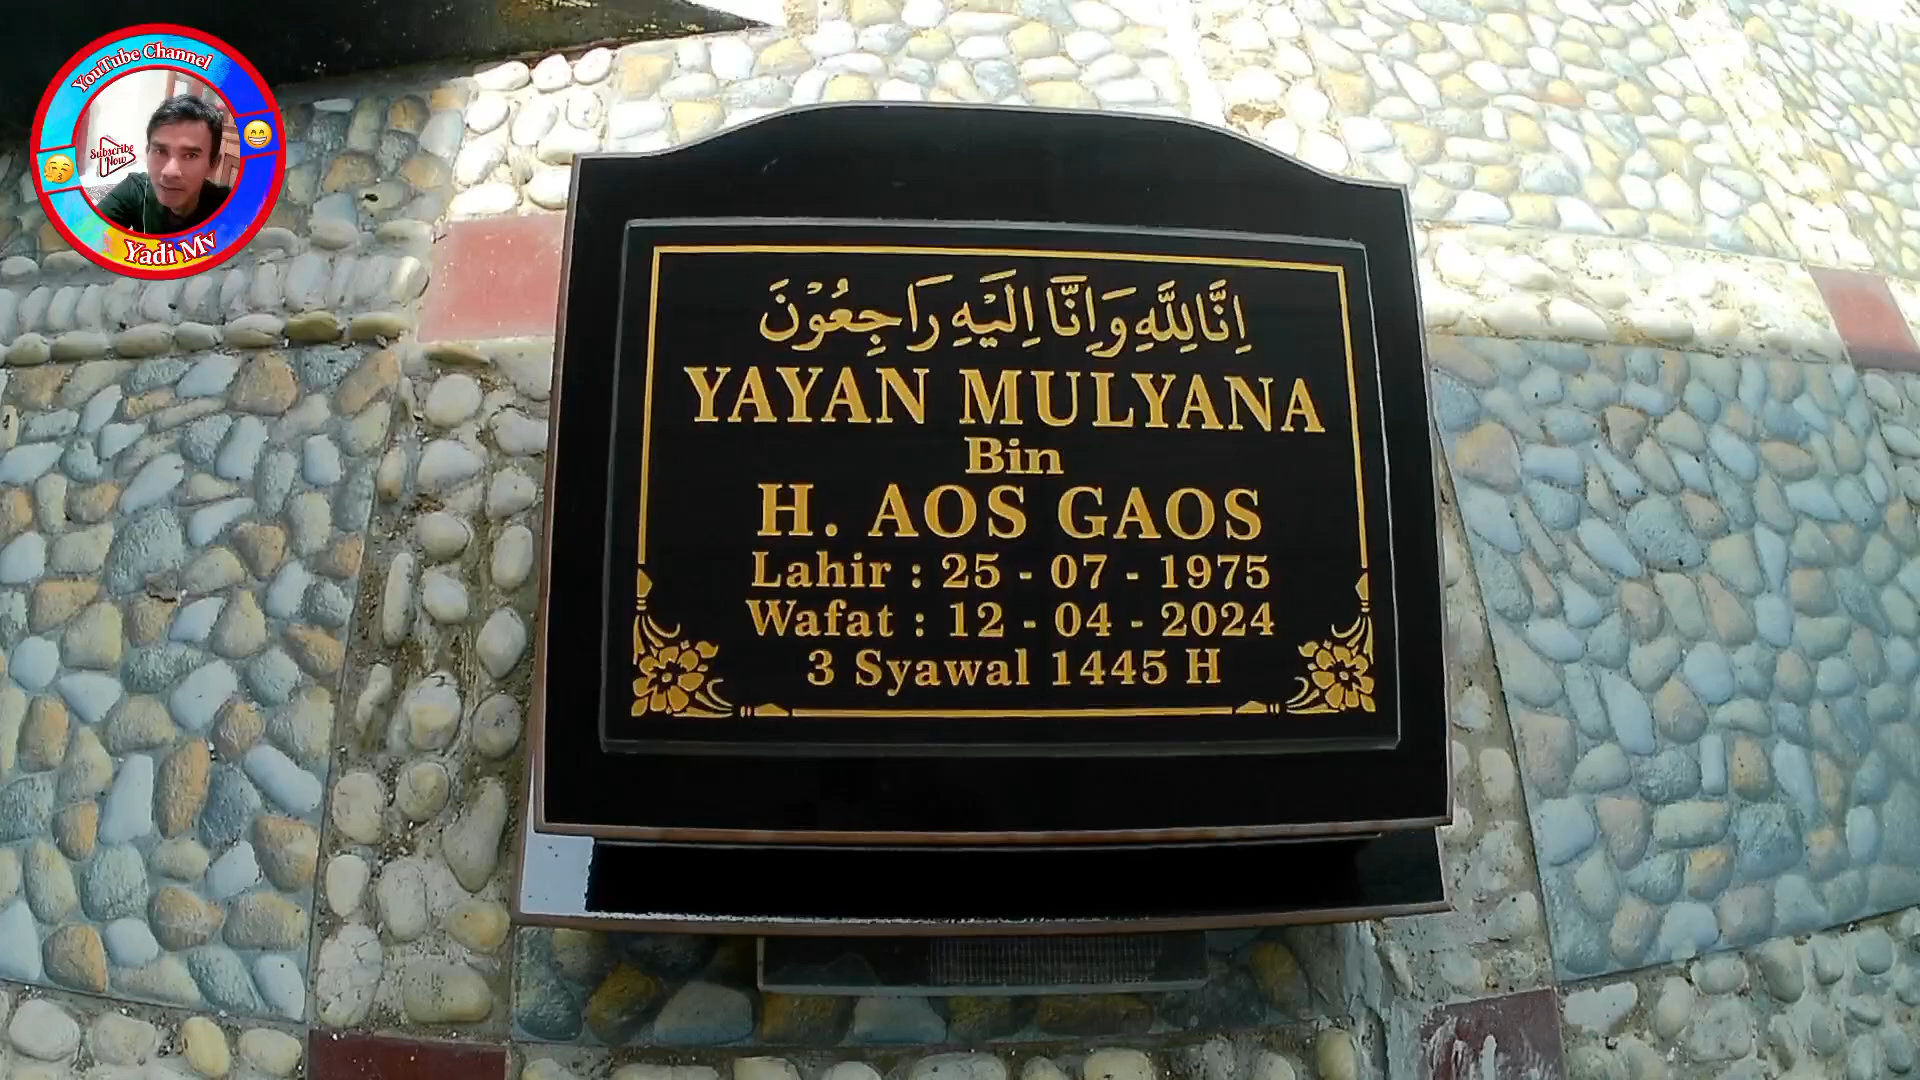 YouTube Channel
Subscribe
Now
Yadi Mv
اِنَّالِلّٰهِ وَاِنَّآ اِلَيْهِ رَاجِعُوْنَ
YAYAN MULYANA
Bin
H. AOS GAOS
Lahir : 25 - 07 - 1975
Wafat : 12 - 04 - 2024
3 Syawal 1445 H